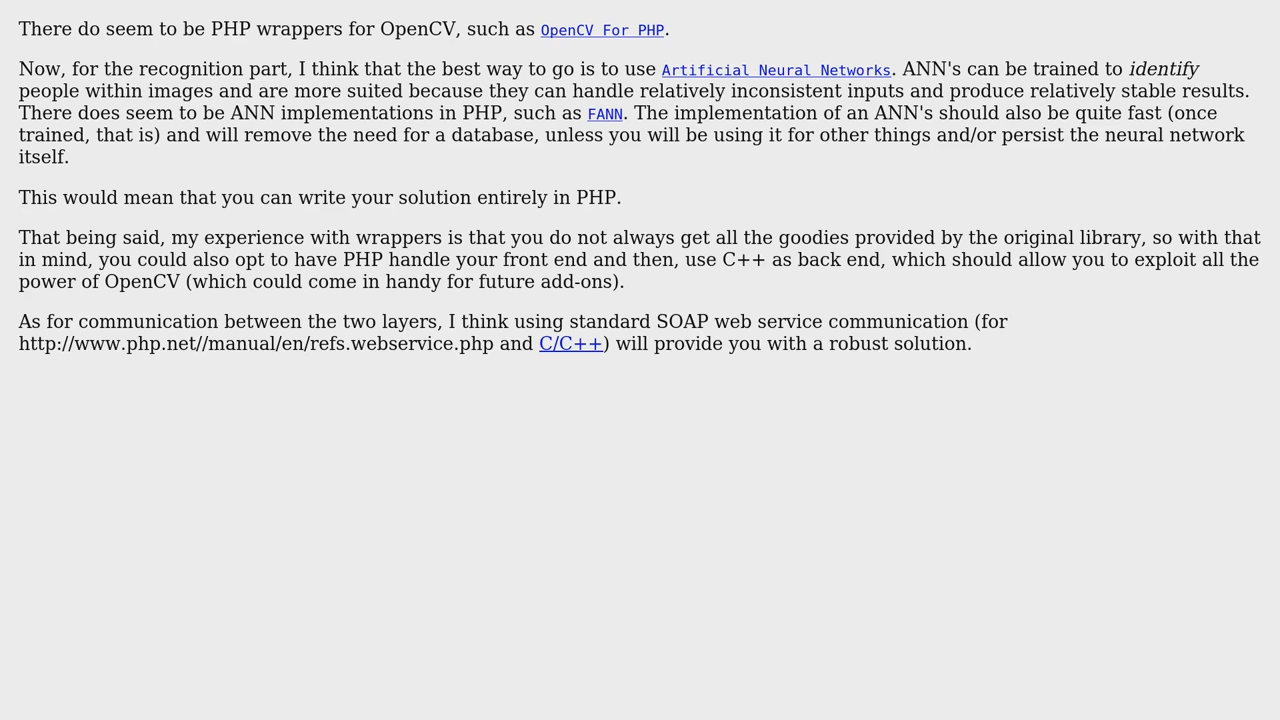 There do seem to be PHP wrappers for OpenCV, such as OpenCV For PHP.
Now, for the recognition part, I think that the best way to go is to use Artificial Neural Networks. ANN's can be trained to identify
people within images and are more suited because they can handle relatively inconsistent inputs and produce relatively stable results.
There does seem to be ANN implementations in PHP, such as FANN. The implementation of an ANN's should also be quite fast (once
trained, that is) and will remove the need for a database, unless you will be using it for other things and/or persist the neural network
itself.
This would mean that you can write your solution entirely in PHP.
That being said, my experience with wrappers is that you do not always get all the goodies provided by the original library, so with that
in mind, you could also opt to have PHP handle your front end and then, use C++ as back end, which should allow you to exploit all the
power of OpenCV (which could come in handy for future add-ons).
As for communication between the two layers, I think using standard SOAP web service communication (for
http://www.php.net//manual/en/refs.webservice.php and C/C++) will provide you with a robust solution.